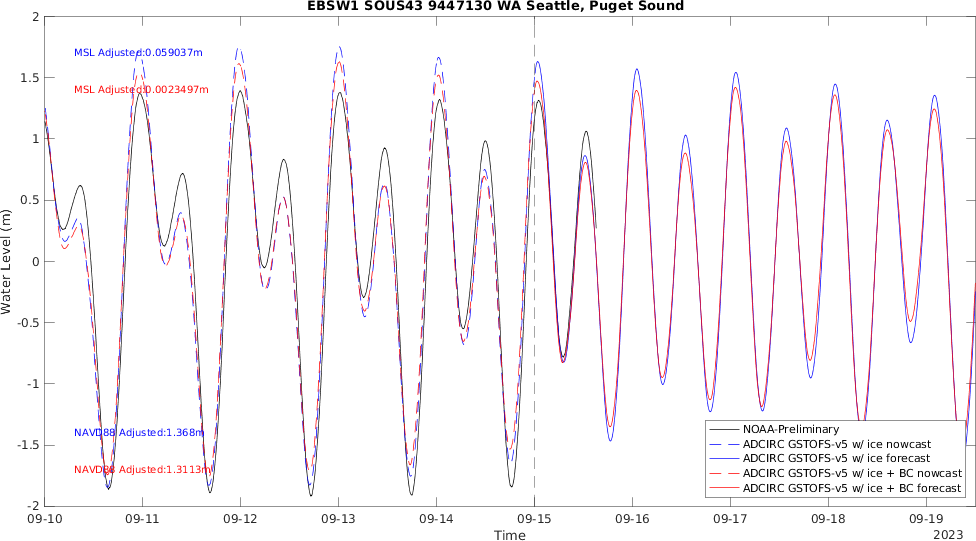 EBSW1 SOUS43 9447130 WA Seattle, Puget Sound
2
1.5
1
0.5
0
-0.5
-1
-1.5
-2
Water Level (m)
MSL Adjusted:0.059037m
MSL Adjusted:0.0023497m
NAVD88 Adjusted:1.368m
NAVD88 Adjusted:1.3113m
NOAA-Preliminary
ADCIRC GSTOFS-v5 w/ ice nowcast
ADCIRC GSTOFS-v5 w/ ice forecast
ADCIRC GSTOFS-v5 w/ ice + BC nowcast
ADCIRC GSTOFS-v5 w/ ice + BC forecast
09-10 09-11 09-12 09-13 09-14 09-15 09-16 09-17 09-18 09-19
Time
2023